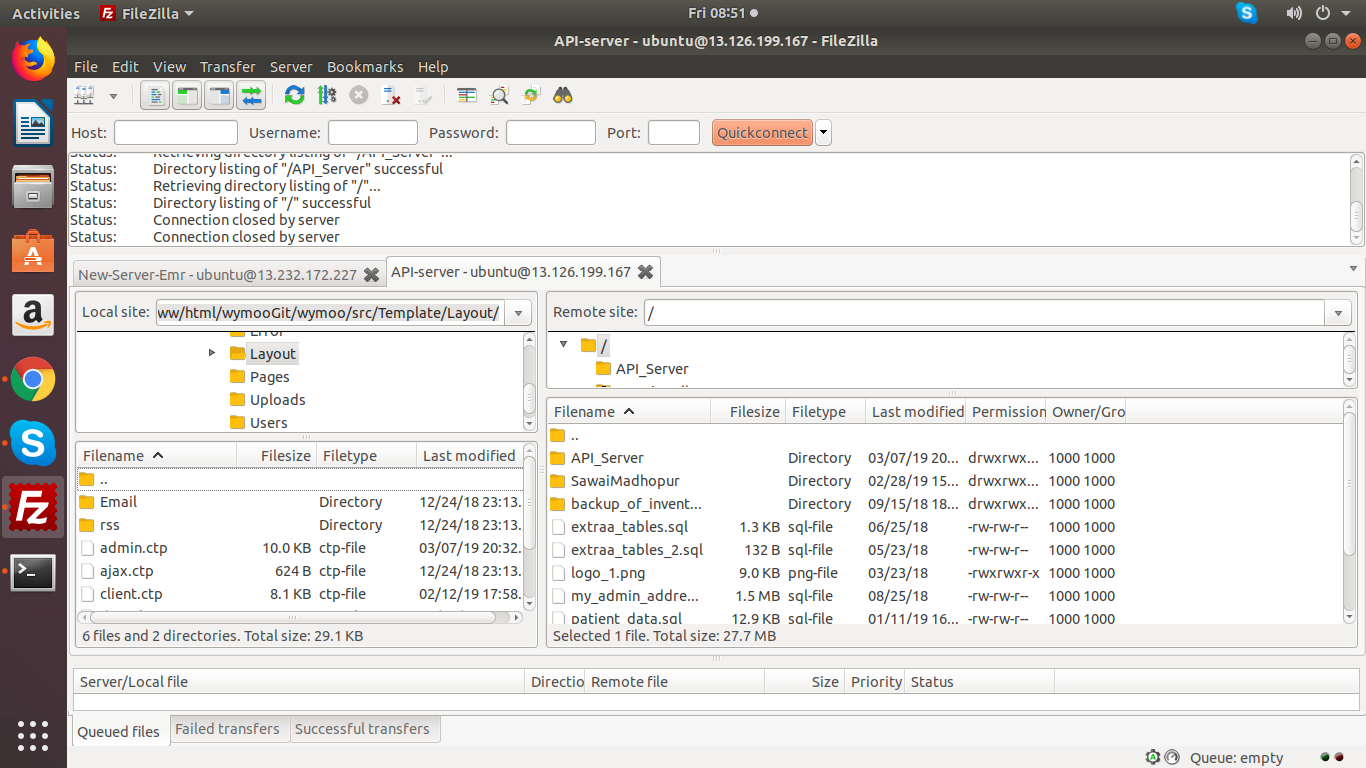 Activities FileZilla Fri 08:51
API-server - ubuntu@13.126.199.167 - FileZilla
File Edit View Transfer Server Bookmarks Help
Host: Username: Password: Port: Quickconnect
Status: Retrieving directory listing of "/API_Server"...
Status: Directory listing of "/API_Server" successful
Status: Retrieving directory listing of "/"...
Status: Directory listing of "/" successful
Status: Connection closed by server
Status: Connection closed by server
New-Server-Emr - ubuntu@13.232.172.227 API-server - ubuntu@13.126.199.167
Local site: ww/html/wymooGit/wymoo/src/Template/Layout/
Error
Layout
Pages
Uploads
Users
Filename Filesize Filetype Last modified
..
Email Directory 12/24/18 23:13...
rss Directory 12/24/18 23:13...
admin.ctp 10.0 KB ctp-file 03/07/19 20:32...
ajax.ctp 624 B ctp-file 12/24/18 23:13...
client.ctp 8.1 KB ctp-file 02/12/19 17:58...
6 files and 2 directories. Total size: 29.1 KB
Remote site: /
/
API_Server
Filename Filesize Filetype Last modified Permission Owner/Gro
..
API_Server Directory 03/07/19 20... drwxrwx... 1000 1000
SawaiMadhopur Directory 02/28/19 15... drwxrwx... 1000 1000
backup_of_invent... Directory 09/15/18 18... drwxrwx... 1000 1000
extraa_tables.sql 1.3 KB sql-file 06/25/18 -rw-rw-r-- 1000 1000
extraa_tables_2.sql 132 B sql-file 05/23/18 -rw-rw-r-- 1000 1000
logo_1.png 9.0 KB png-file 03/23/18 -rwxrwxr-x 1000 1000
my_admin_addre... 1.5 MB sql-file 08/25/18 -rw-rw-r-- 1000 1000
patient_data.sql 12.9 KB sql-file 01/11/19 16... -rw-rw-r-- 1000 1000
Selected 1 file. Total size: 27.7 MB
Server/Local file Directio Remote file Size Priority Status
Queued files Failed transfers Successful transfers
Queue: empty